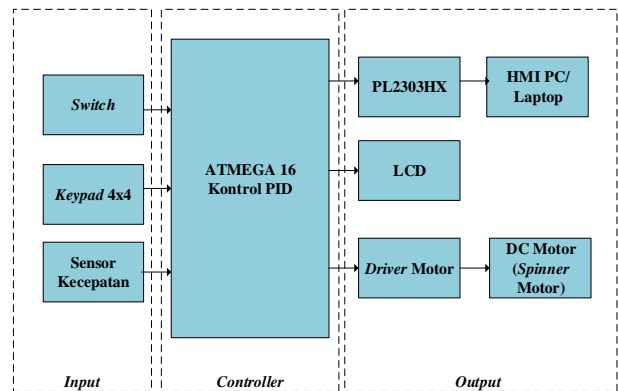 Switch
Keypad 4x4
Sensor
Kecepatan
Input
ATMEGA 16
Kontrol PID
Controller
PL2303HX
HMI PC/
Laptop
LCD
Driver Motor
DC Motor
(Spinner
Motor)
Output